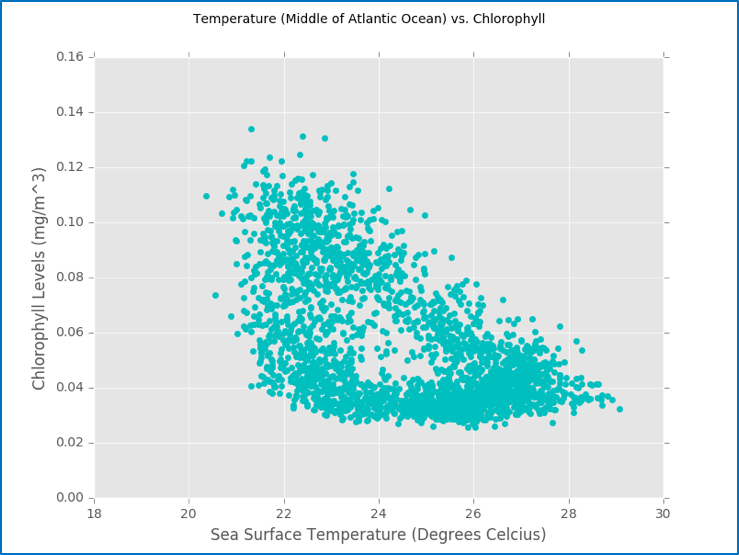 Temperature (Middle of Atlantic Ocean) vs. Chlorophyll
0.16
0.14
0.12
0.10
0.08
0.06
0.04
0.02
0.00
Chlorophyll Levels (mg/m^3)
18 20 22 24 26 28 30
Sea Surface Temperature (Degrees Celcius)